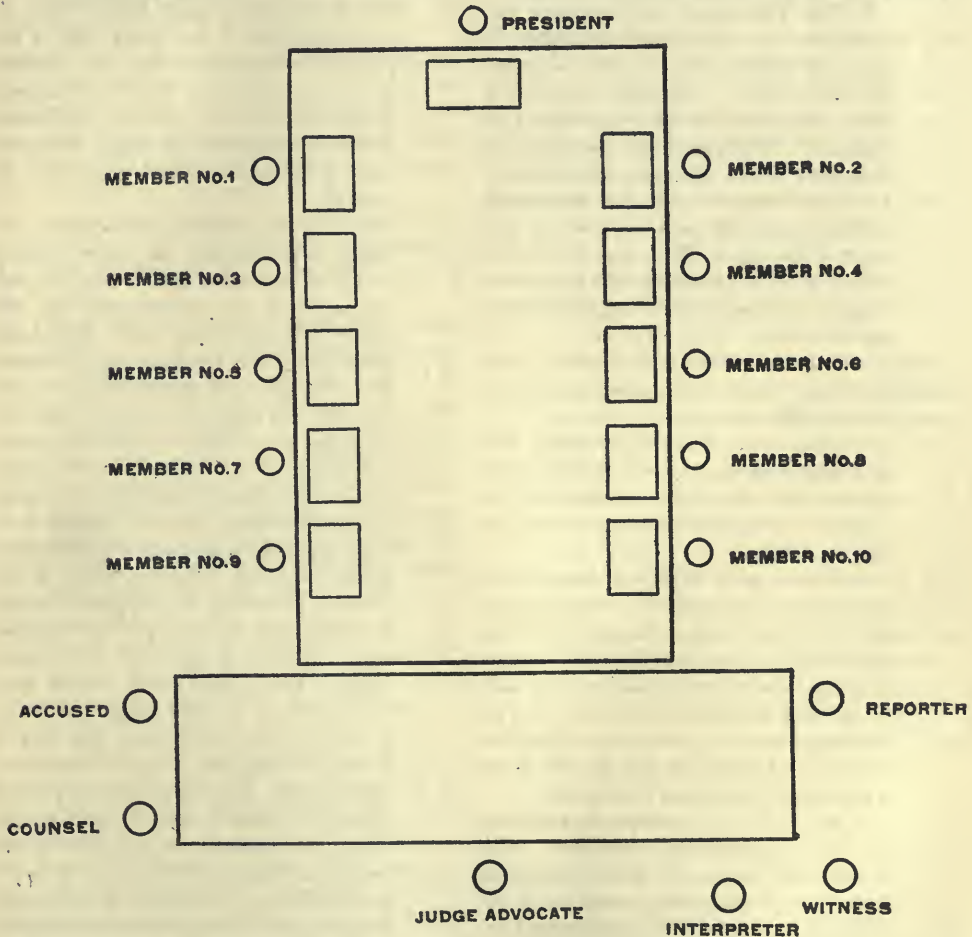 PRESIDENT
MEMBER No.1
MEMBER No.2
MEMBER No.3
MEMBER No.4
MEMBER No.5
MEMBER No.6
MEMBER No.7
MEMBER No.8
MEMBER No.9
MEMBER No.10
ACCUSED
REPORTER
COUNSEL
JUDGE ADVOCATE
INTERPRETER
WITNESS